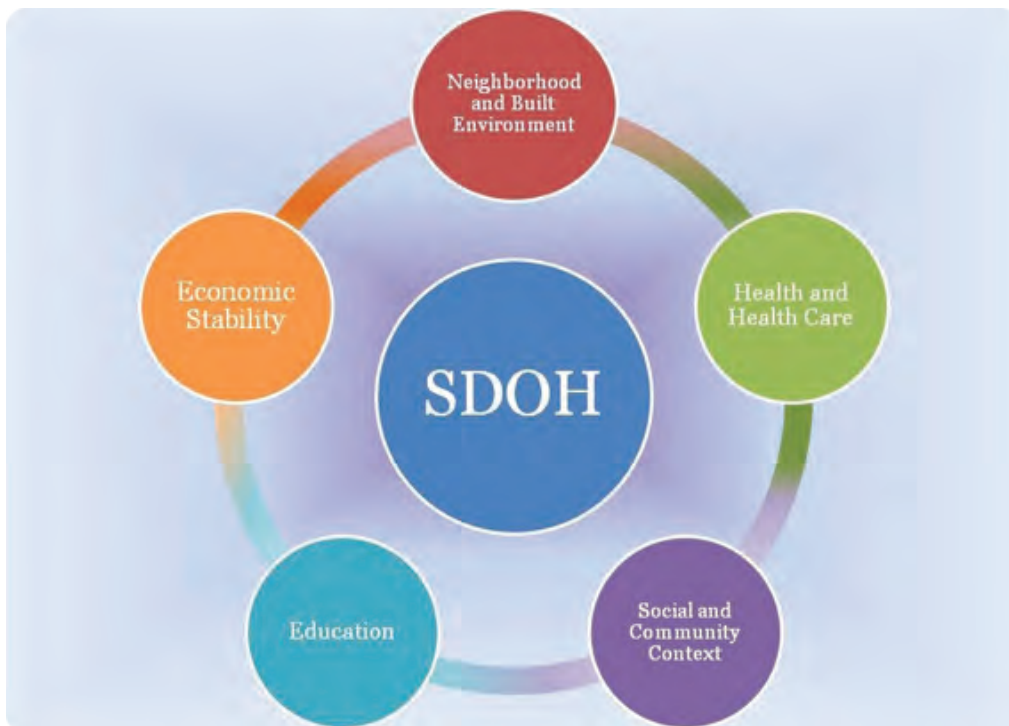 Neighborhood
and Built
Environment
Economic
Stability
Health and
Health Care
SDOH
Education
Social and
Community
Context